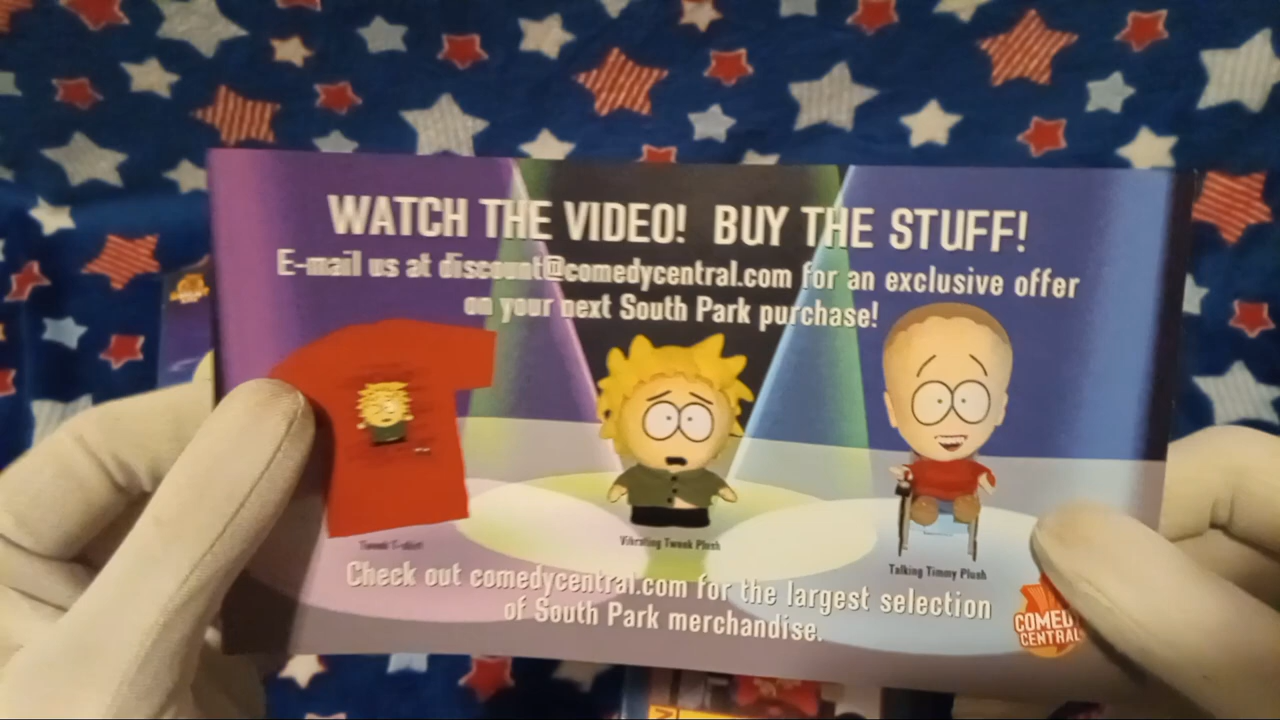 WATCH THE VIDEO! BUY THE STUFF!
E-mail us at discount@comedycentral.com for an exclusive offer
on your next South Park purchase!
Tweek T-shirt
Vibrating Tweek Plush
Talking Timmy Plush
Check out comedycentral.com for the largest selection
of South Park merchandise.
COMEDY
CENTRAL